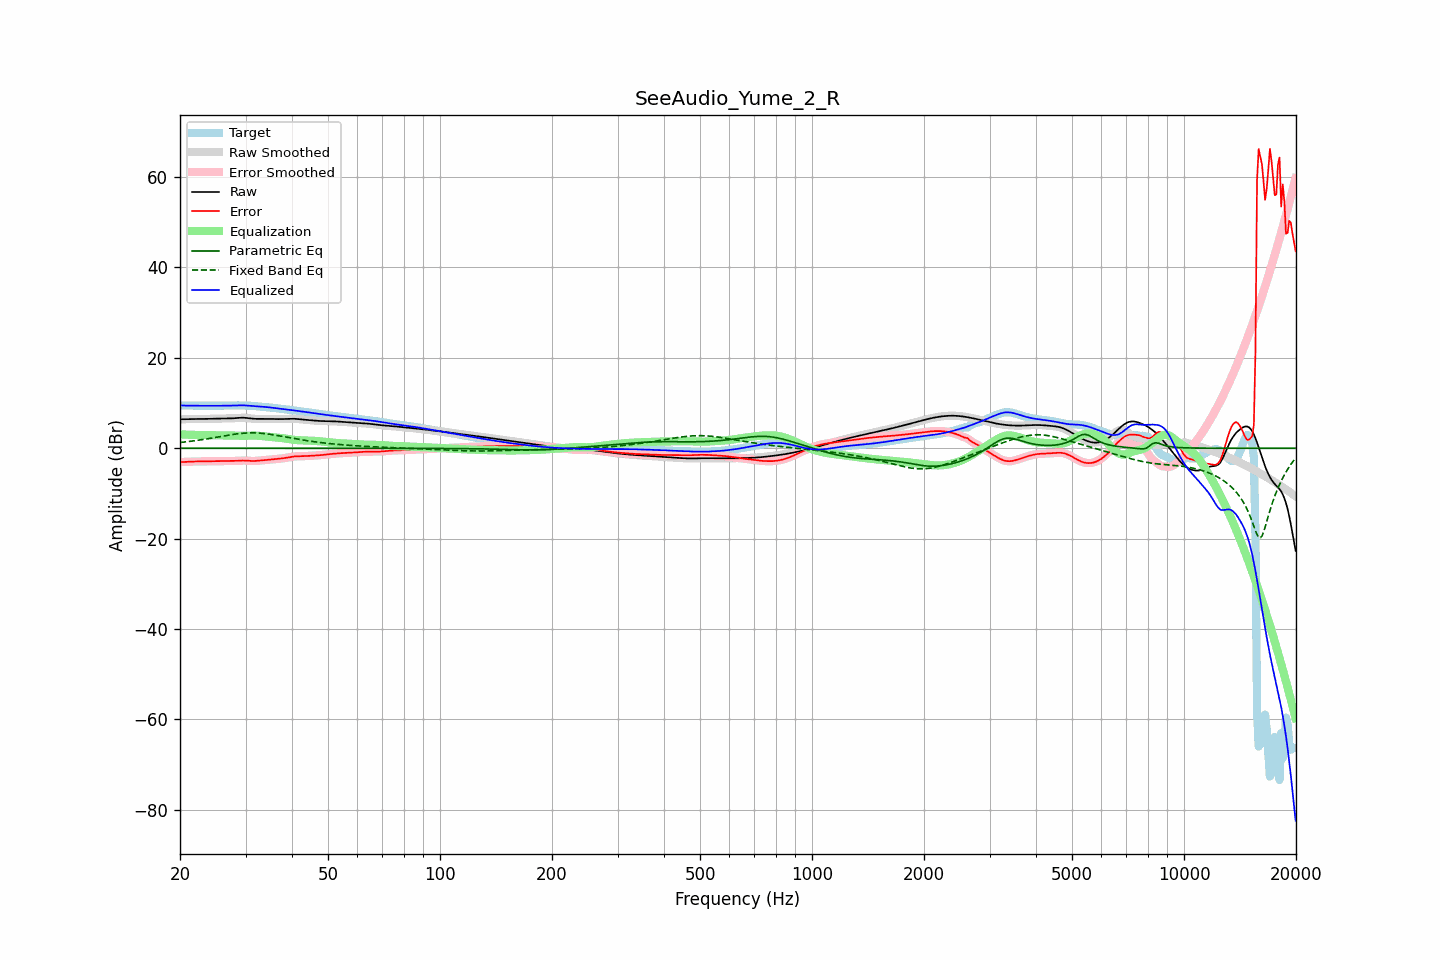 SeeAudio_Yume_2_R
Target
Raw Smoothed
Error Smoothed
Raw
Error
Equalization
Parametric Eq
Fixed Band Eq
Equalized
60
40
20
0
−20
−40
−60
−80
Amplitude (dBr)
20 50 100 200 500 1000 2000 5000 10000 20000
Frequency (Hz)